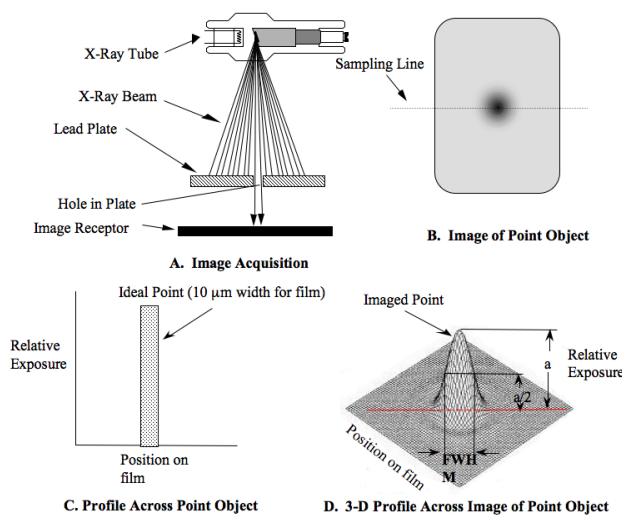 X-Ray Tube
X-Ray Beam
Lead Plate
Hole in Plate
Image Receptor
A. Image Acquisition
Sampling Line
B. Image of Point Object
Ideal Point (10 μm width for film)
Relative
Exposure
Position on
film
C. Profile Across Point Object
Imaged Point
a
Relative
Exposure
a/2
Position on film
FWH
M
D. 3-D Profile Across Image of Point Object